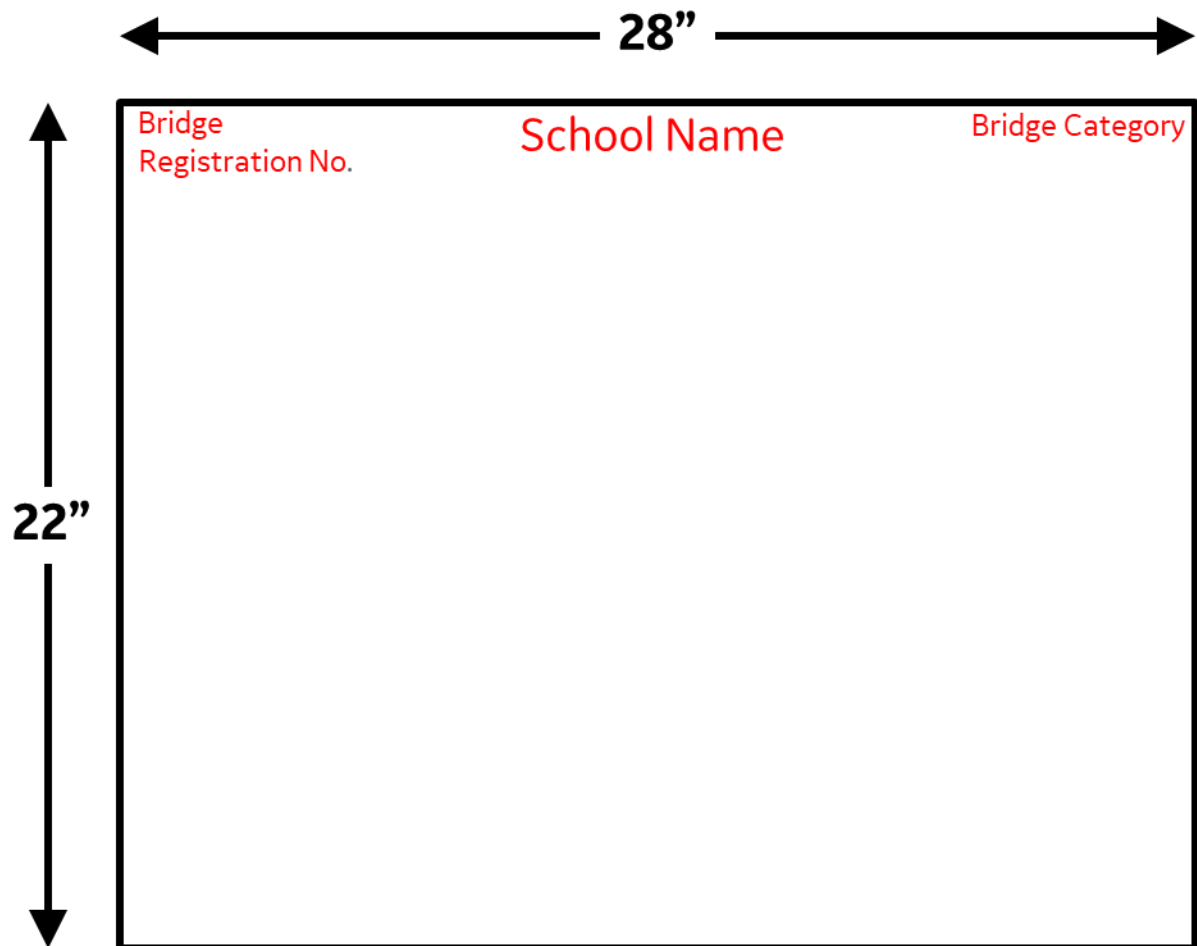 28”
Bridge
Registration No.
School Name
Bridge Category
22”